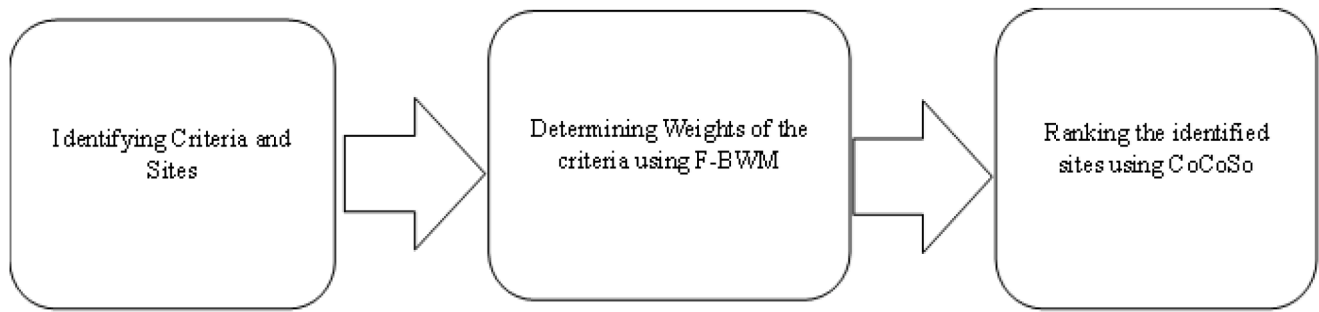 Identifying Criteria and
Sites
Determining Weights of the
criteria using F-BWM
Ranking the identified
sites using CoCoSo